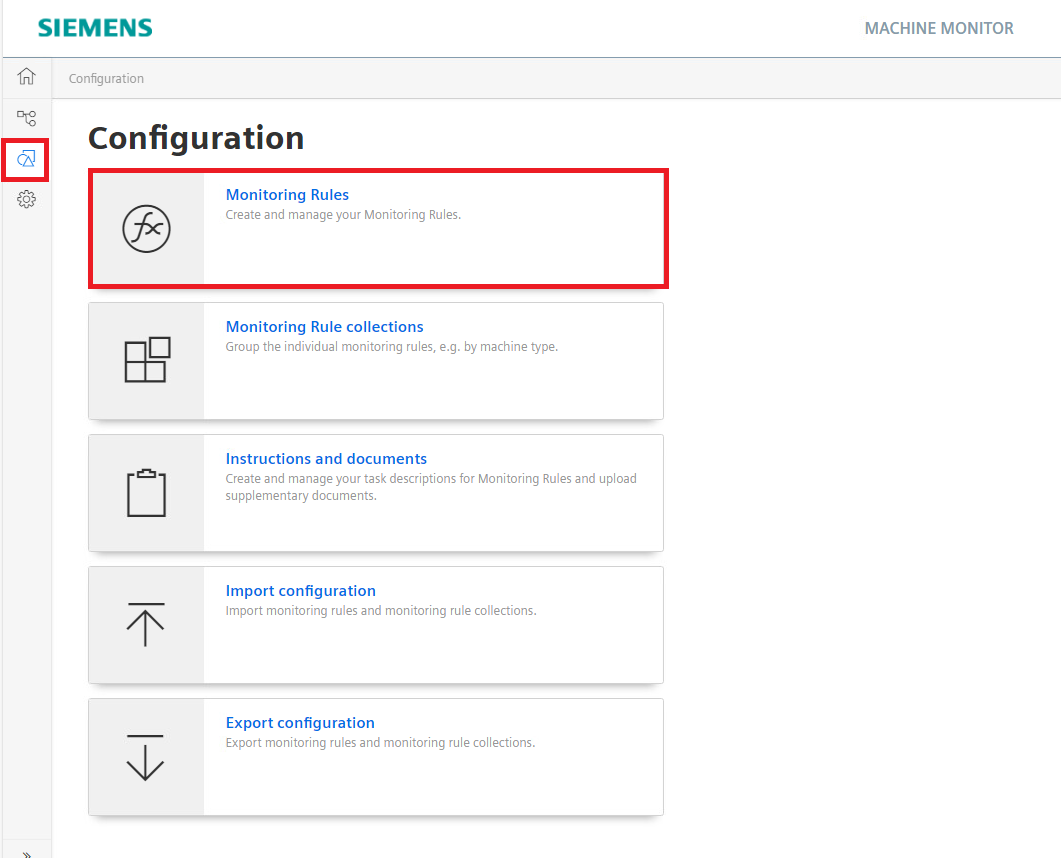 SIEMENS
MACHINE MONITOR
Configuration
Configuration
fx
Monitoring Rules
Create and manage your Monitoring Rules.
Monitoring Rule collections
Group the individual monitoring rules, e.g. by machine type.
Instructions and documents
Create and manage your task descriptions for Monitoring Rules and upload
supplementary documents.
Import configuration
Import monitoring rules and monitoring rule collections.
Export configuration
Export monitoring rules and monitoring rule collections.